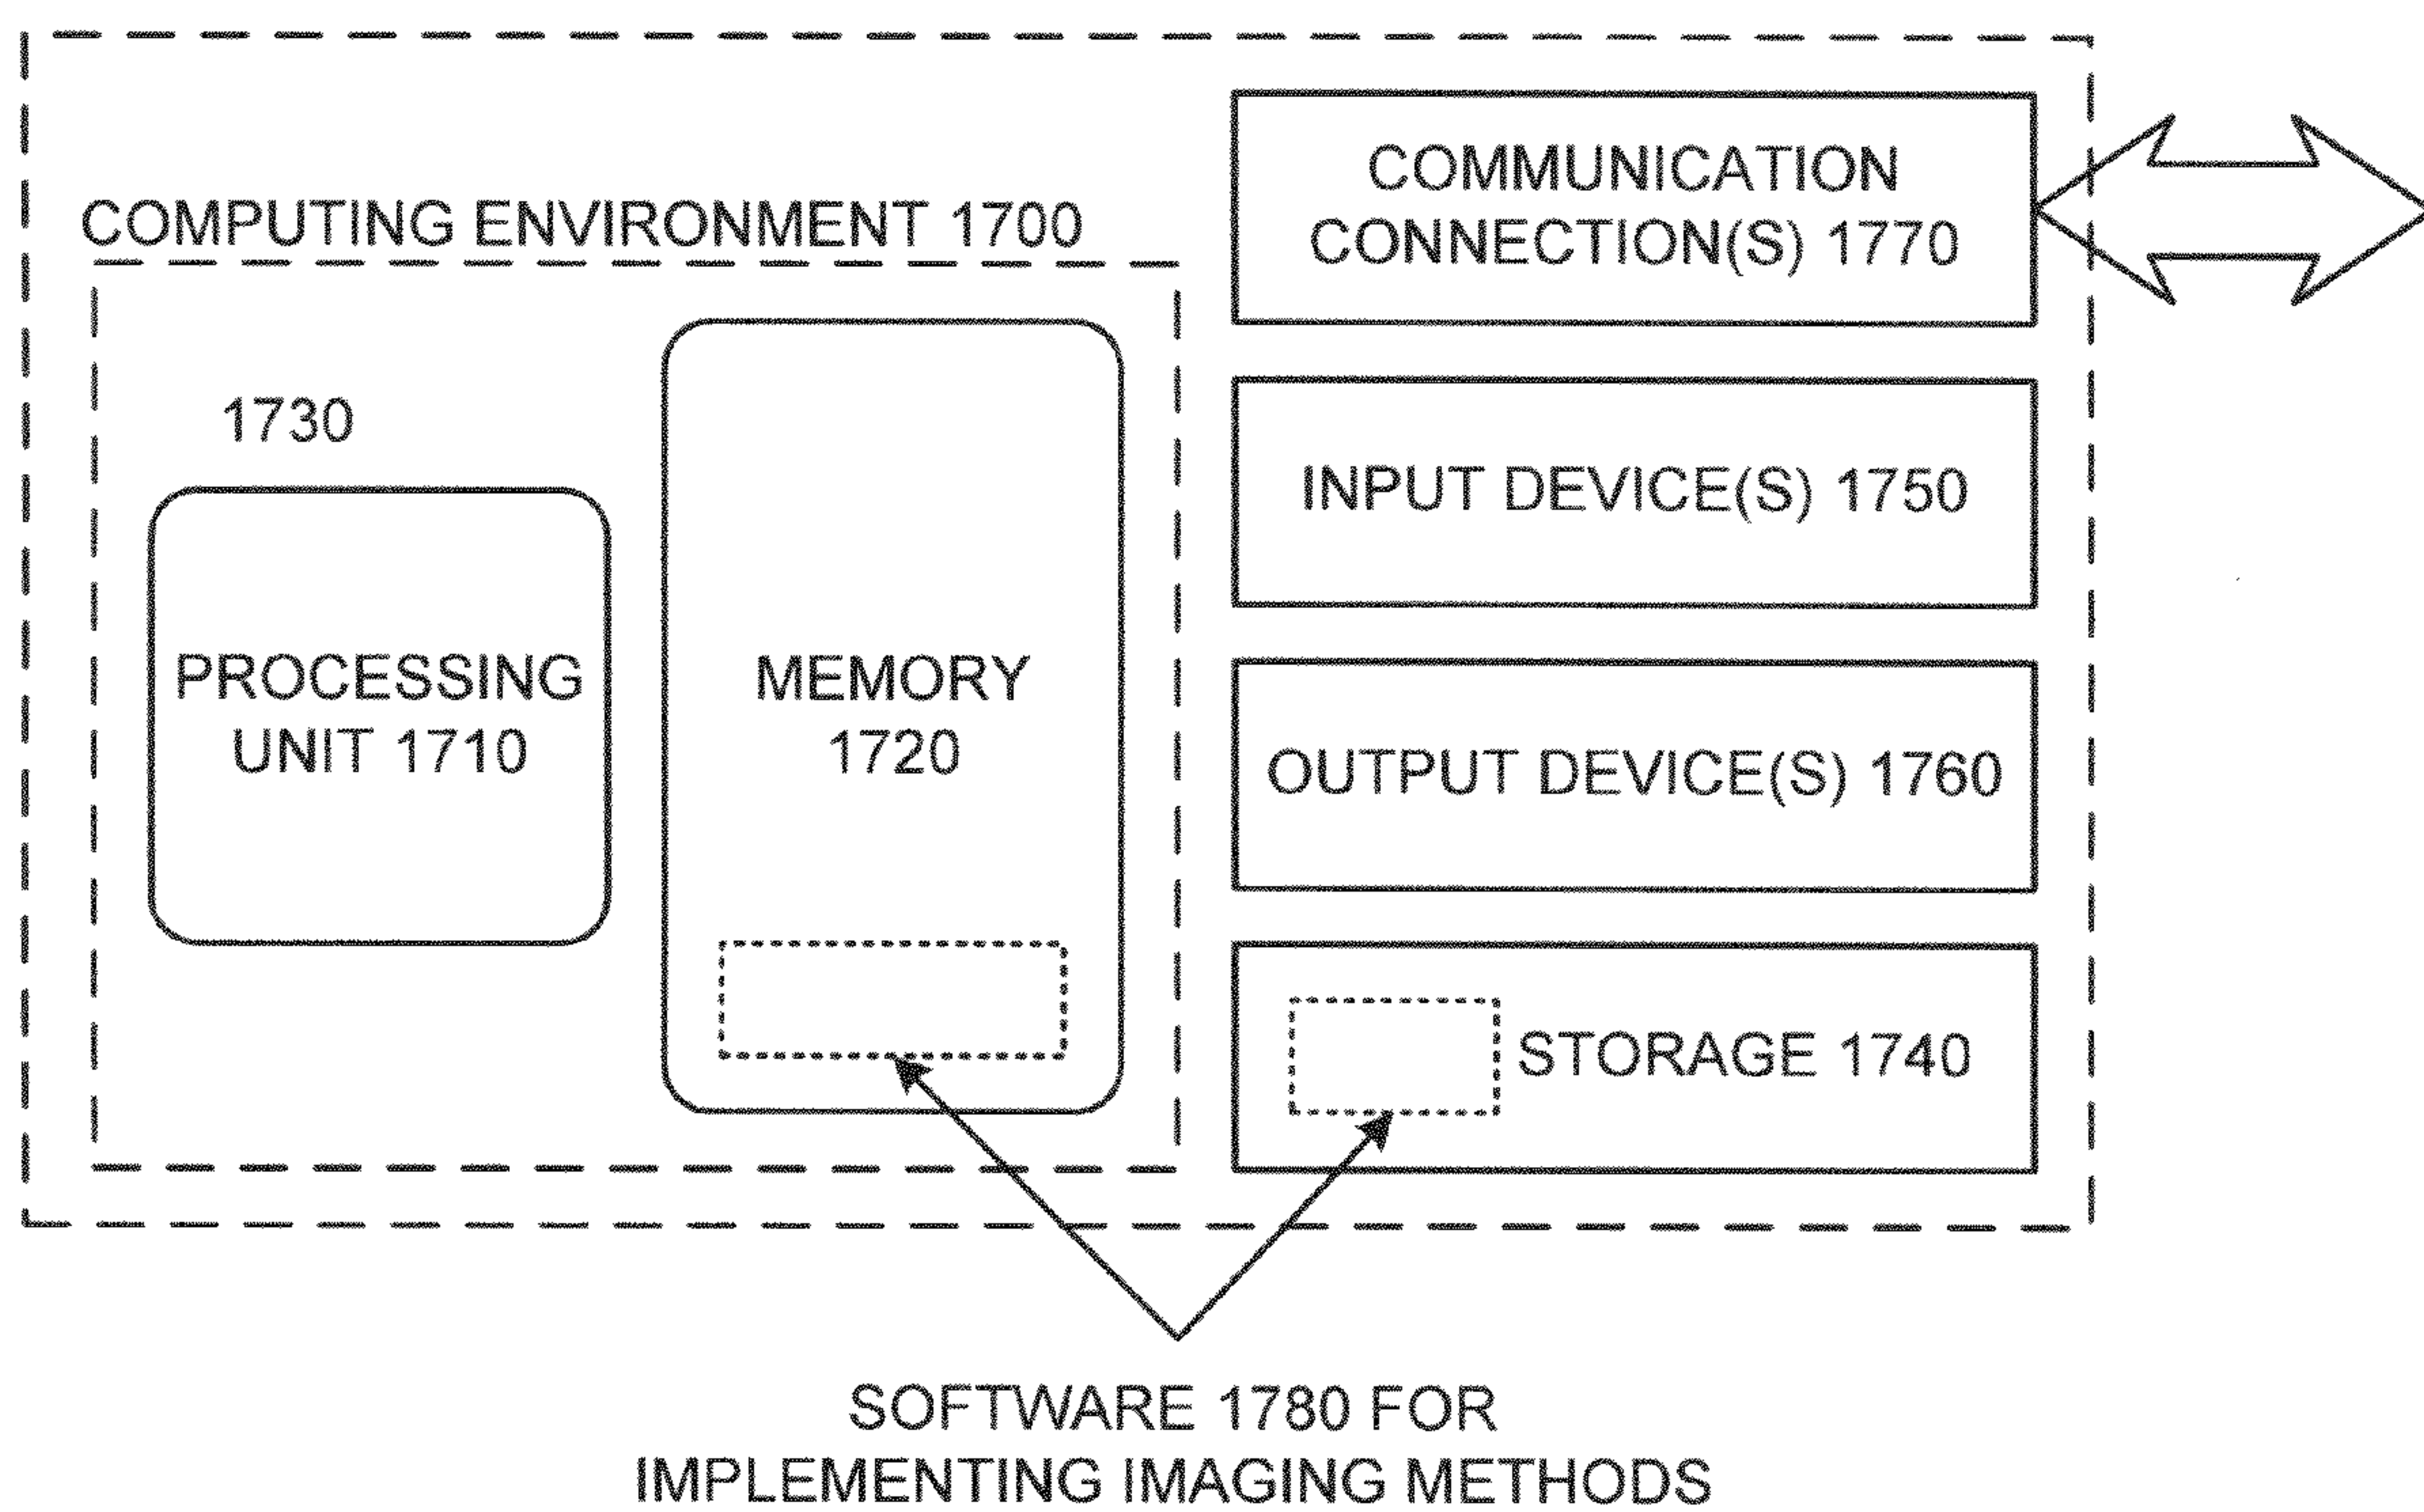 COMPUTING ENVIRONMENT 1700
1730
PROCESSING
UNIT 1710
MEMORY
1720
COMMUNICATION
CONNECTION(S) 1770
INPUT DEVICE(S) 1750
OUTPUT DEVICE(S) 1760
STORAGE 1740
SOFTWARE 1780 FOR
IMPLEMENTING IMAGING METHODS